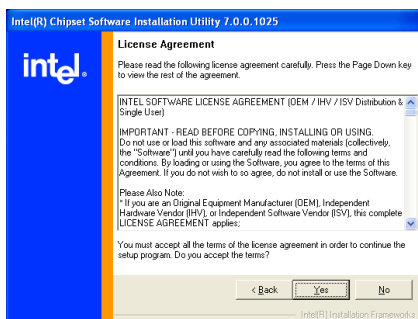 Intel(R) Chipset Software Installation Utility 7.0.0.1025
intel.
License Agreement
Please read the following license agreement carefully. Press the Page Down key
to view the rest of the agreement.
INTEL SOFTWARE LICENSE AGREEMENT (OEM / IHV / ISV Distribution &
Single User)
IMPORTANT - READ BEFORE COPYING, INSTALLING OR USING.
Do not use or load this software and any associated materials (collectively,
the "Software") until you have carefully read the following terms and
conditions. By loading or using the Software, you agree to the terms of this
Agreement. If you do not wish to so agree, do not install or use the Software.
Please Also Note:
* If you are an Original Equipment Manufacturer (OEM), Independent
Hardware Vendor (IHV), or Independent Software Vendor (ISV), this complete
LICENSE AGREEMENT applies;
You must accept all the terms of the license agreement in order to continue the
setup program. Do you accept the terms?
< Back
Yes
No
Intel(R) Installation Frameworks